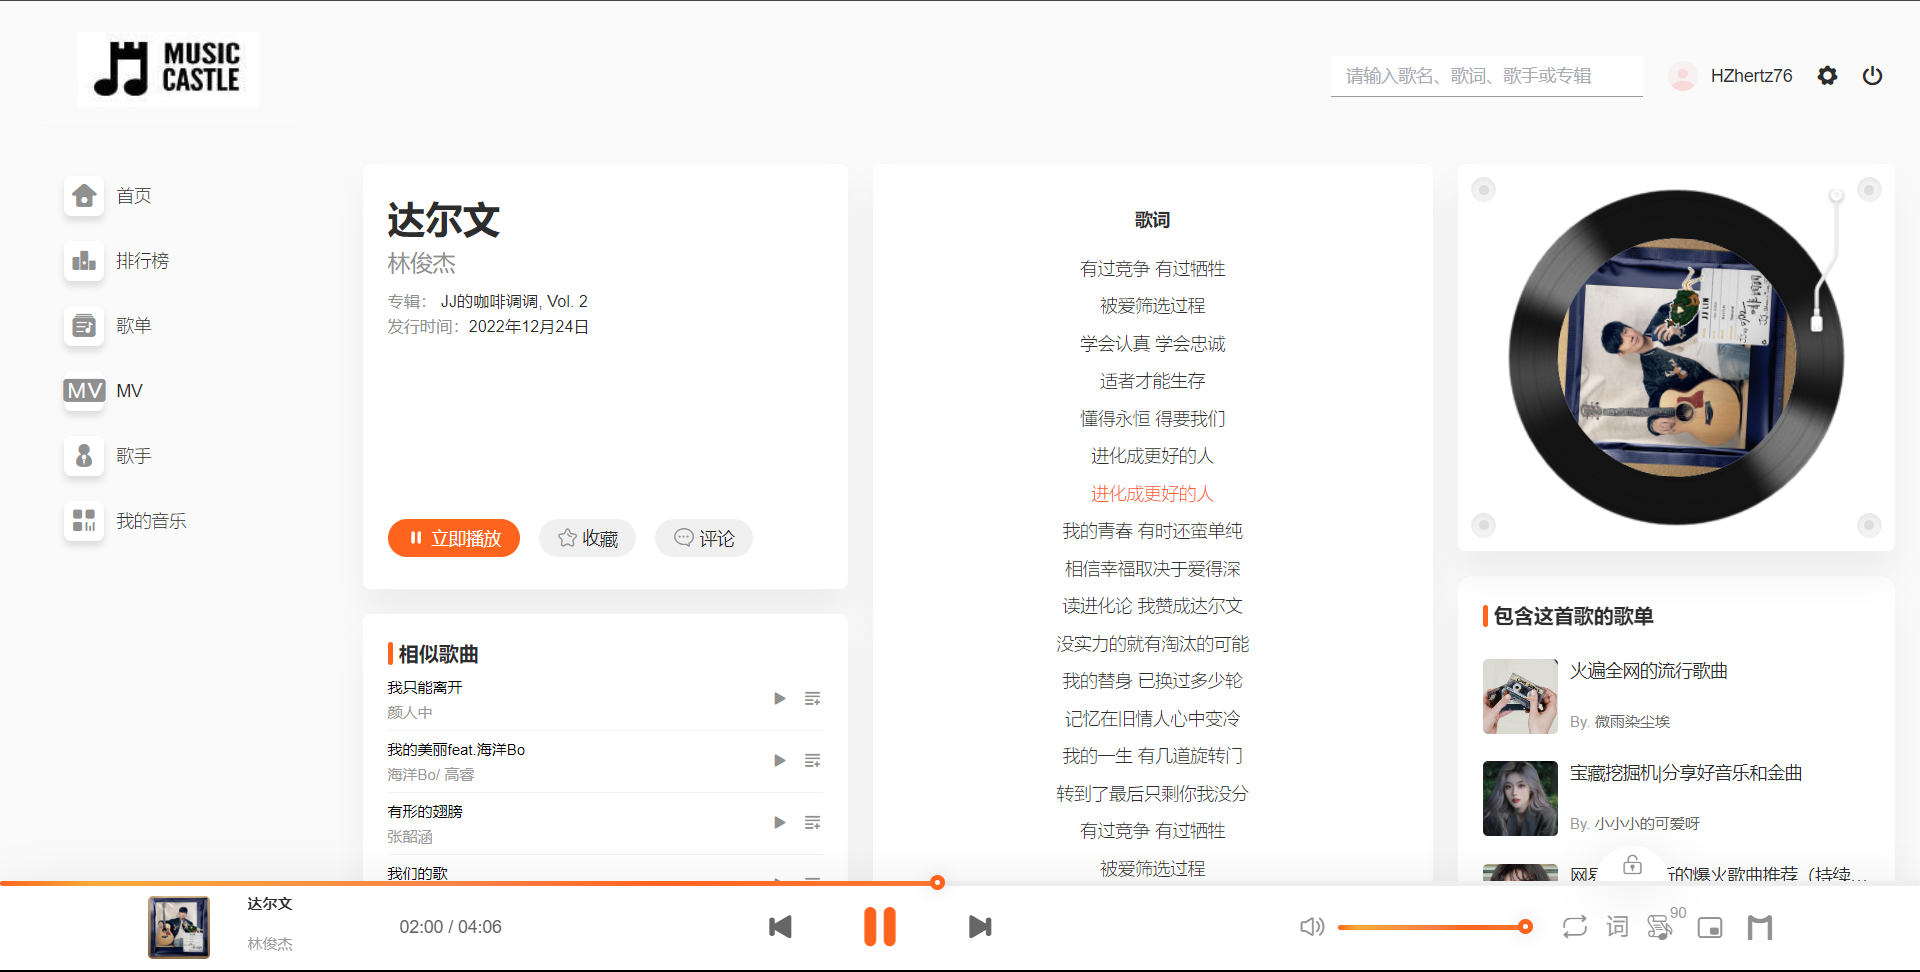 MUSIC
CASTLE
请输入歌名、歌词、歌手或专辑
HZhertz76
首页
排行榜
歌单
MV MV
歌手
我的音乐
达尔文
林俊杰
专辑： JJ的咖啡调调, Vol. 2
发行时间：2022年12月24日
立即播放
收藏
评论
相似歌曲
我只能离开
颜人中
我的美丽feat.海洋Bo
海洋Bo/ 高睿
有形的翅膀
张韶涵
我们的歌
歌词
有过竞争 有过牺牲
被爱筛选过程
学会认真 学会忠诚
适者才能生存
懂得永恒 得要我们
进化成更好的人
进化成更好的人
我的青春 有时还蛮单纯
相信幸福取决于爱得深
读进化论 我赞成达尔文
没实力的就有淘汰的可能
我的替身 已换过多少轮
记忆在旧情人心中变冷
我的一生 有几道旋转门
转到了最后只剩你我没分
有过竞争 有过牺牲
被爱筛选过程
JJ LIN
包含这首歌的歌单
火遍全网的流行歌曲
By. 微雨染尘埃
宝藏挖掘机|分享好音乐和金曲
By. 小小小的可爱呀
的爆火歌曲推荐（持续...
达尔文
林俊杰
02:00 / 04:06
词
90